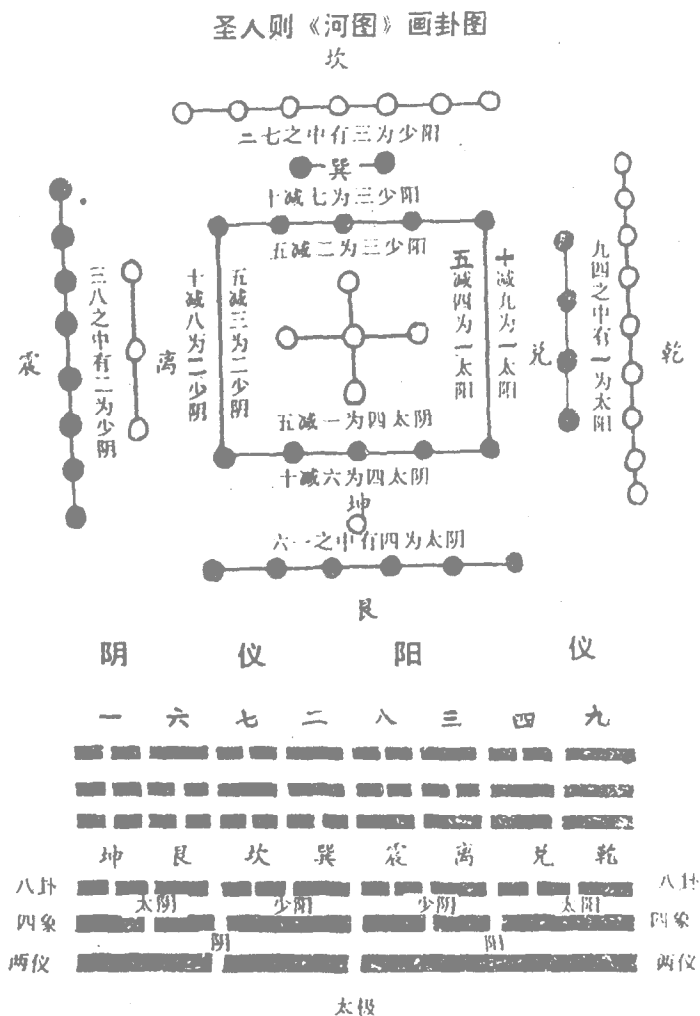 圣人则《河图》画卦图
坎
二七之中有三为少阳
巽
十减七为三少阳
五减二为三少阳
震
三八之中有二为少阴
离
十减八为二少阴
五减三为二少阴
五减四为一太阳
十减九为一太阳
兑
九四之中有一为太阳
乾
五减一为四太阴
十减六为四太阴
坤
六一之中有四为太阴
艮
阴 仪 阳 仪
一 六 七 二 八 三 四 九
坤 艮 坎 巽 震 离 兑 乾
八卦 八卦
太阴 少阳 少阴 太阳
四象 四象
阴 阳
两仪 两仪
太极